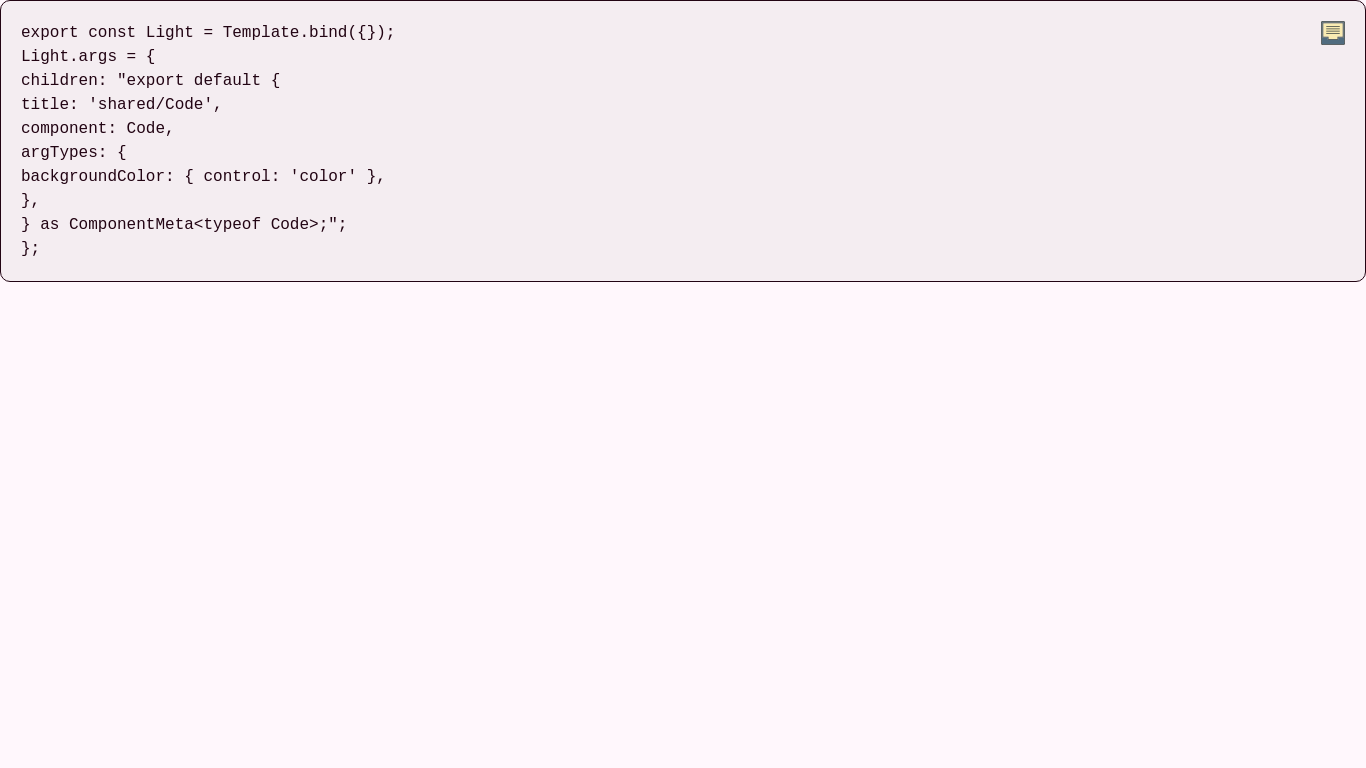 export const Light = Template.bind({});
Light.args = {
children: "export default {
title: 'shared/Code',
component: Code,
argTypes: {
backgroundColor: { control: 'color' },
},
} as ComponentMeta<typeof Code>;";
};